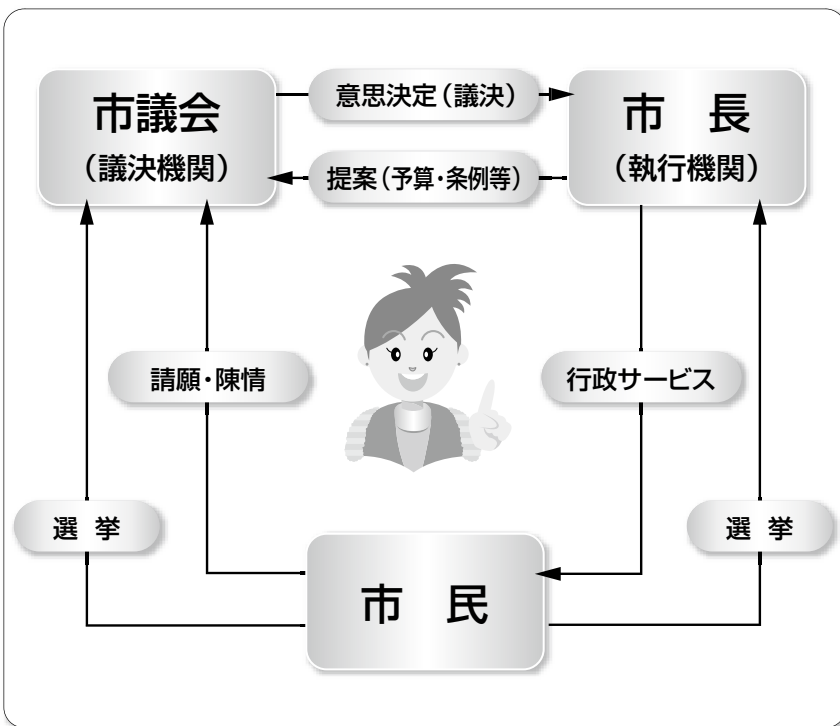 市議会
(議決機関)
意思決定(議決)
市 長
(執行機関)
提案(予算・条例等)
請願・陳情
行政サービス
選 挙
選 挙
市 民